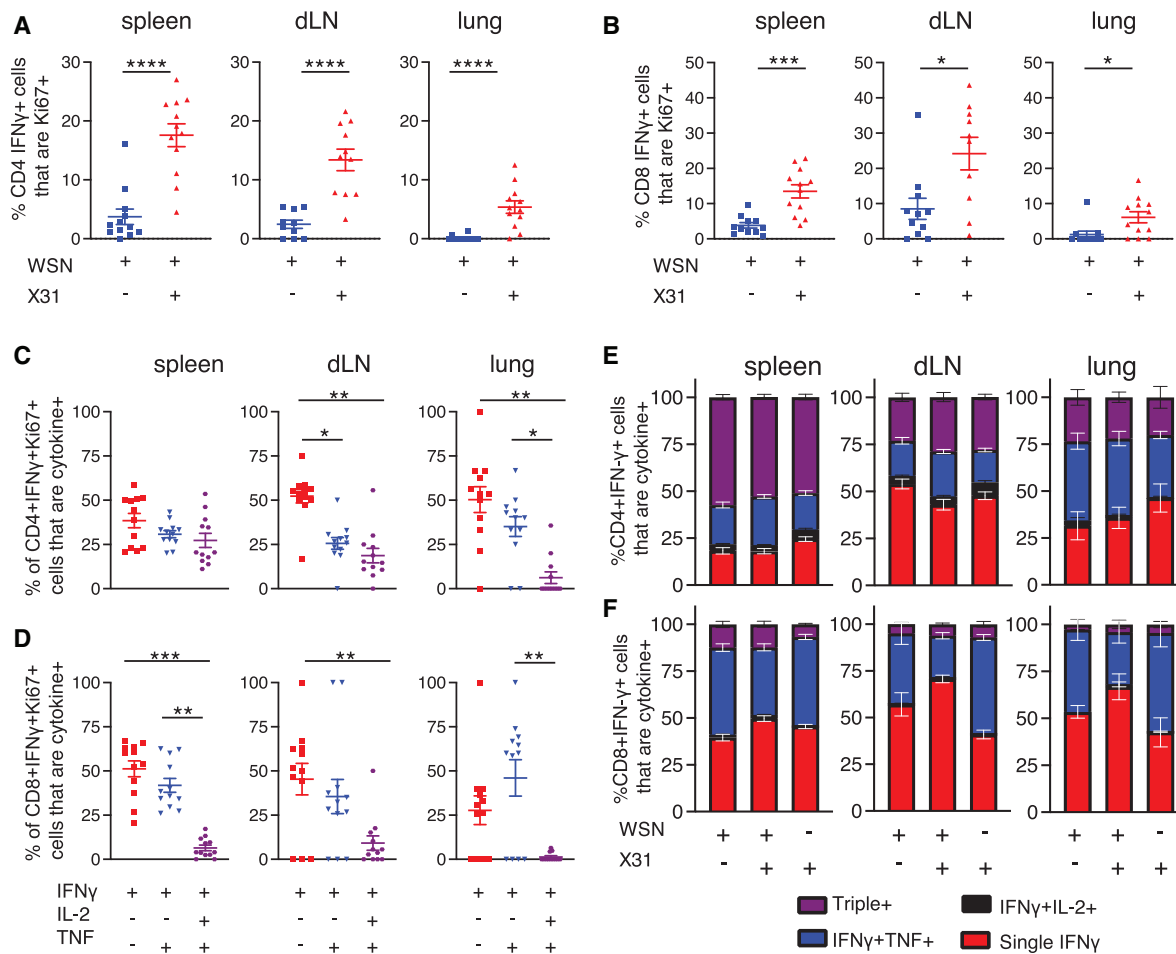 A
spleen
dLN
lung
% CD4 IFNγ+ cells
that are Ki67+
30
20
10
0
****
30
20
10
0
****
30
20
10
0
****
WSN + + + + + +
X31 - + - + - +
B
spleen
dLN
lung
% CD8 IFNγ+ cells
that are Ki67+
50
40
30
20
10
0
***
50
40
30
20
10
0
*
50
40
30
20
10
0
*
WSN + + + + + +
X31 - + - + - +
C
spleen
dLN
lung
% of CD4+IFNγ+Ki67+
cells that are cytokine+
100
75
50
25
0
100
75
50
25
0
**
*
100
75
50
25
0
**
*
D
% of CD8+IFNγ+Ki67+
cells that are cytokine+
100
75
50
25
0
***
**
100
75
50
25
0
**
100
75
50
25
0
**
IFNγ + + + + + + + + +
IL-2 - - + - - + - - +
TNF - + + - + + - + +
E
spleen
dLN
lung
%CD4+IFN-γ+ cells
that are cytokine+
100
75
50
25
0
100
75
50
25
0
100
75
50
25
0
F
%CD8+IFN-γ+ cells
that are cytokine+
100
75
50
25
0
100
75
50
25
0
100
75
50
25
0
WSN + + - + + - + + -
X31 - + + - + + - + +
Triple+
IFNγ+IL-2+
IFNγ+TNF+
Single IFNγ